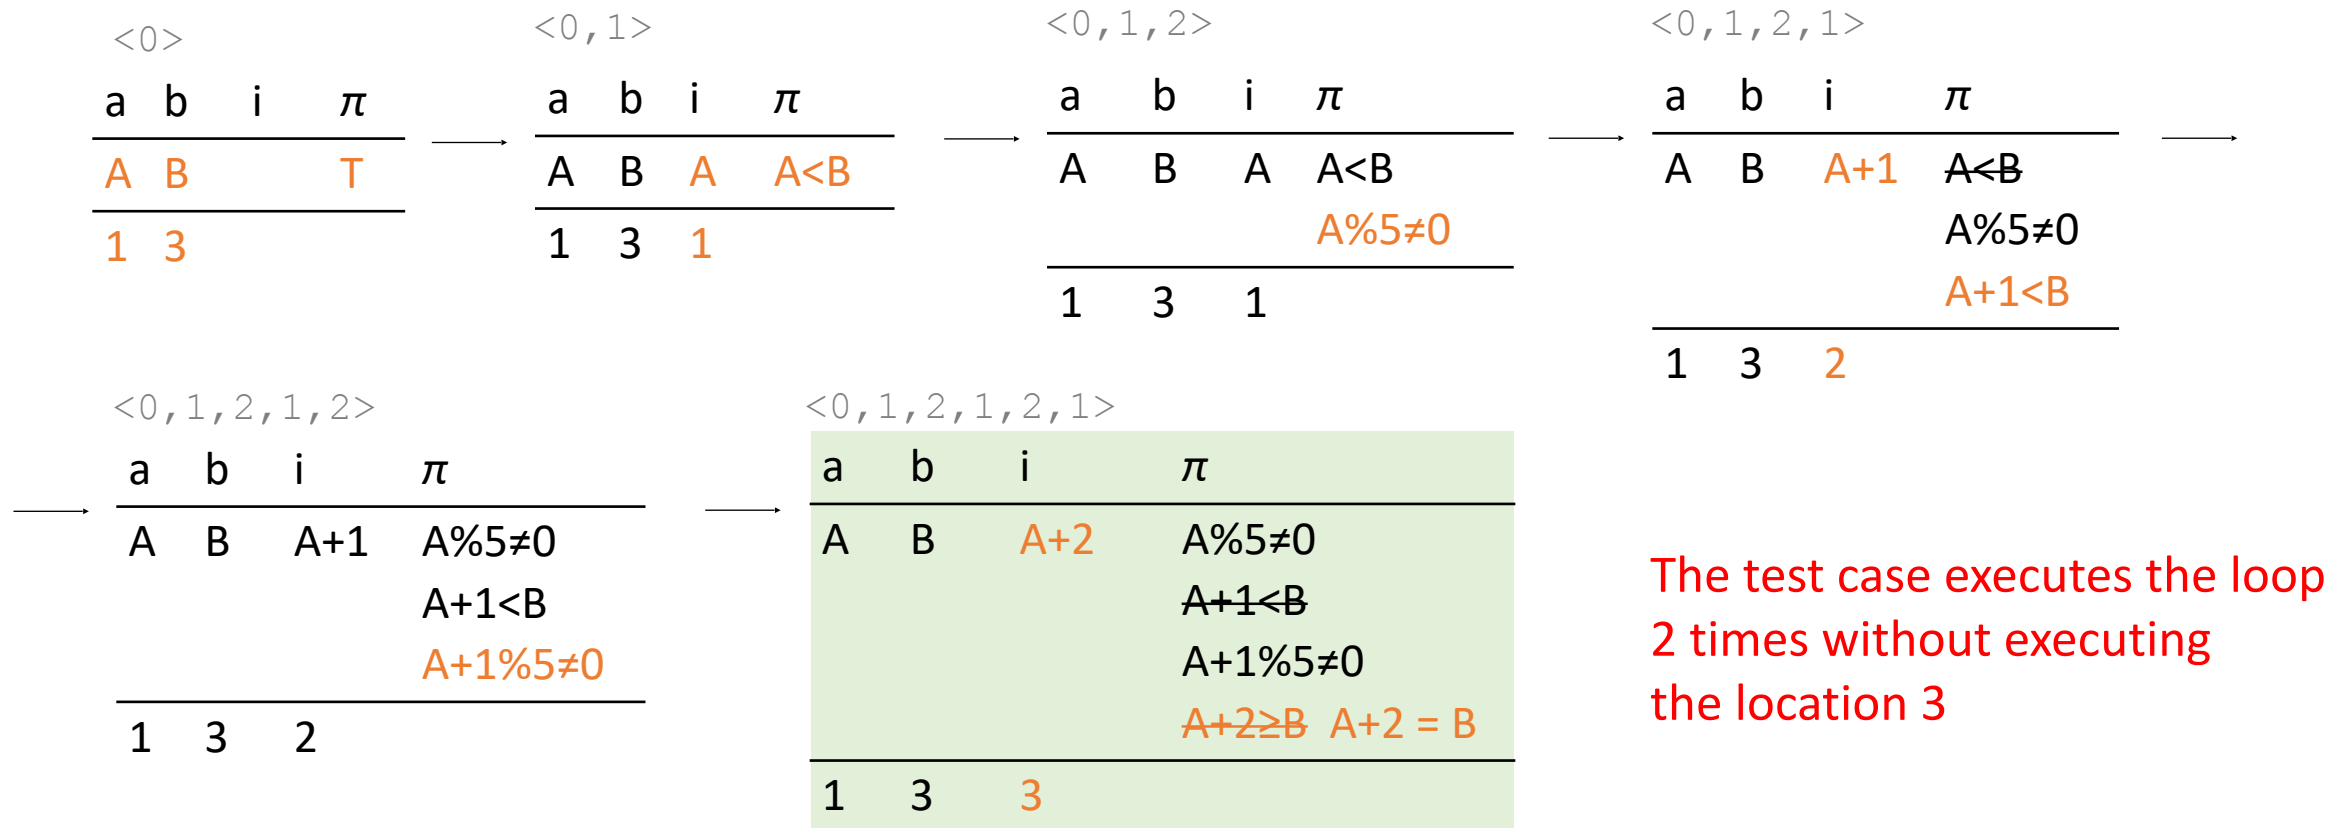 <0>
a b i π
A B T
1 3
<0,1>
a b i π
A B A A<B
1 3 1
<0,1,2>
a b i π
A B A A<B
A%5≠0
1 3 1
<0,1,2,1>
a b i π
A B A+1 A<B
A%5≠0
A+1<B
1 3 2
<0,1,2,1,2>
a b i π
A B A+1 A%5≠0
A+1<B
A+1%5≠0
1 3 2
<0,1,2,1,2,1>
a b i π
A B A+2 A%5≠0
A+1<B
A+1%5≠0
A+2≥B A+2 = B
1 3 3
The test case executes the loop
2 times without executing
the location 3